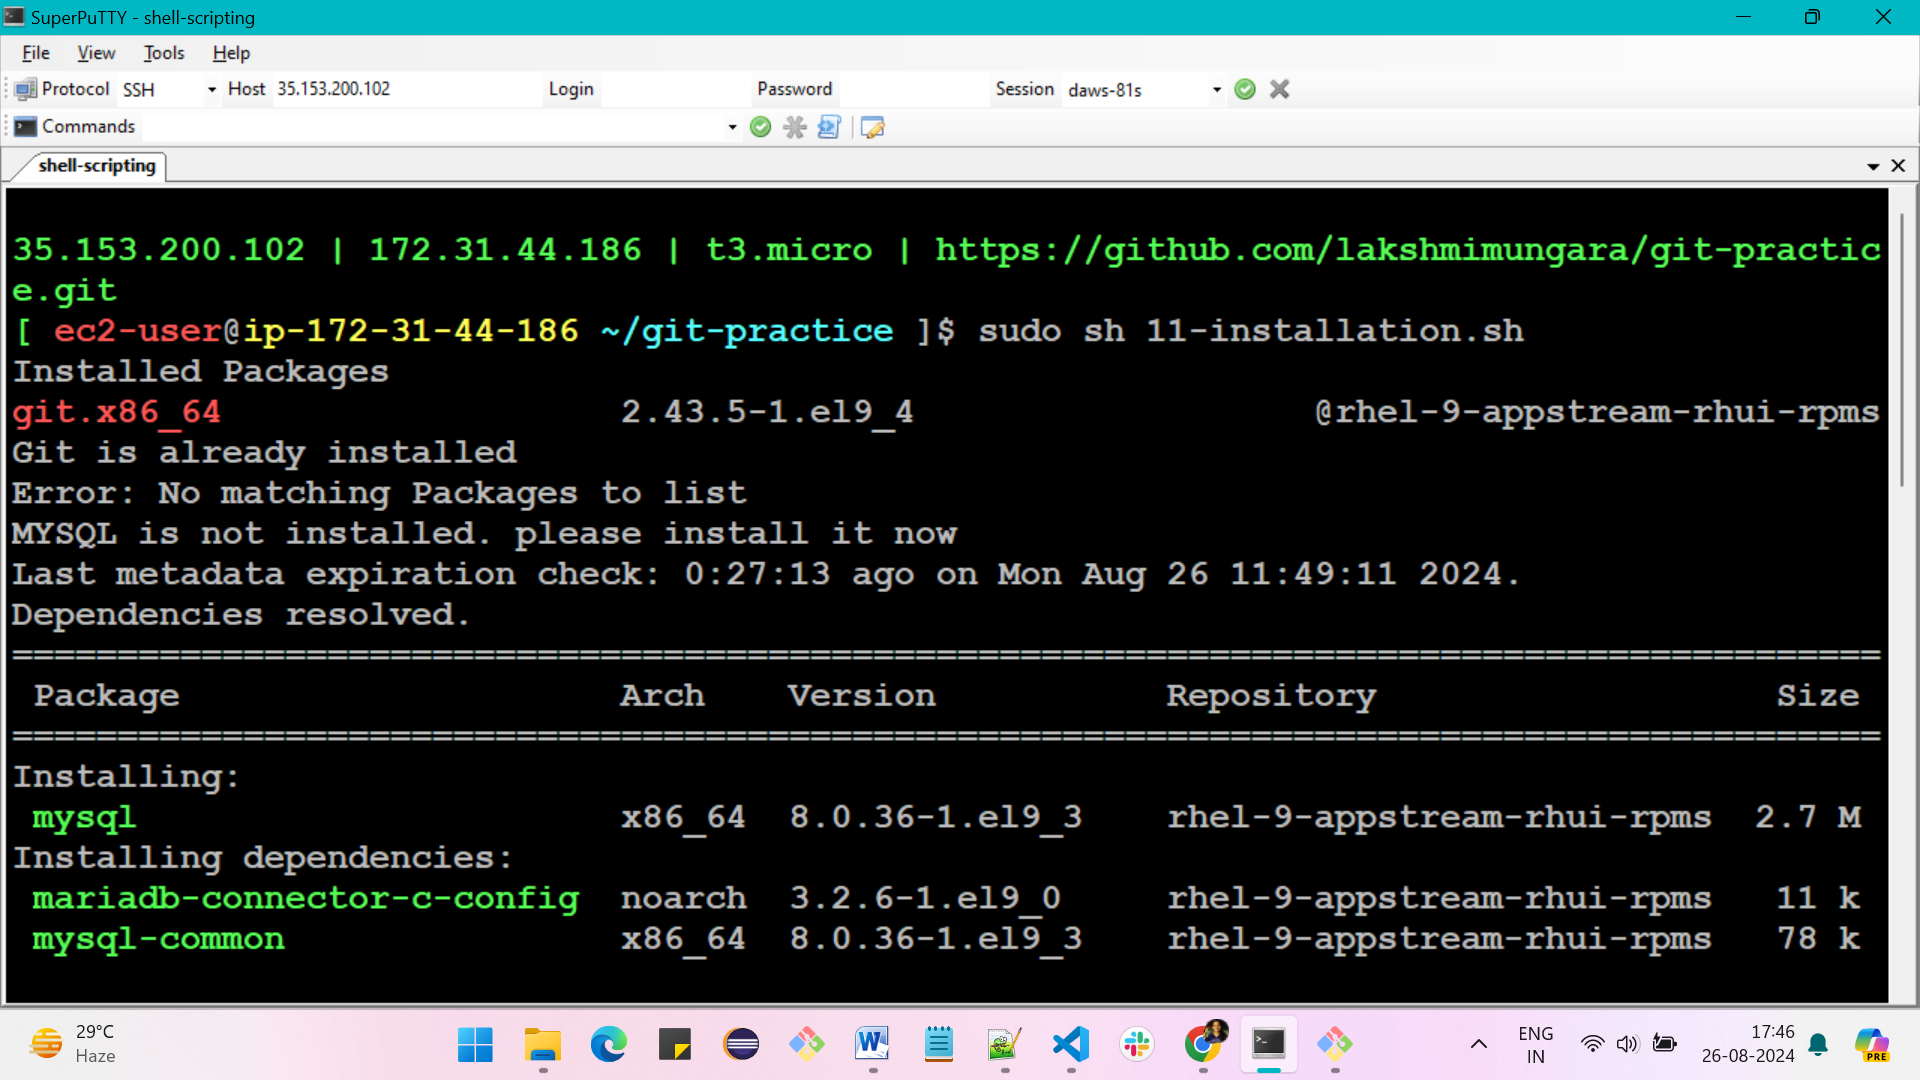 SuperPuTTY - shell-scripting
File View Tools Help
Protocol SSH Host 35.153.200.102 Login Password Session daws-81s
Commands
shell-scripting
35.153.200.102 | 172.31.44.186 | t3.micro | https://github.com/lakshmimungara/git-practic
e.git
[ ec2-user@ip-172-31-44-186 ~/git-practice ]$ sudo sh 11-installation.sh
Installed Packages
git.x86_64 2.43.5-1.el9_4 @rhel-9-appstream-rhui-rpms
Git is already installed
Error: No matching Packages to list
MYSQL is not installed. please install it now
Last metadata expiration check: 0:27:13 ago on Mon Aug 26 11:49:11 2024.
Dependencies resolved.
=========================================================================================
Package Arch Version Repository Size
=========================================================================================
Installing:
mysql x86_64 8.0.36-1.el9_3 rhel-9-appstream-rhui-rpms 2.7 M
Installing dependencies:
mariadb-connector-c-config noarch 3.2.6-1.el9_0 rhel-9-appstream-rhui-rpms 11 k
mysql-common x86_64 8.0.36-1.el9_3 rhel-9-appstream-rhui-rpms 78 k
29°C
Haze
ENG
IN
17:46
26-08-2024
PRE